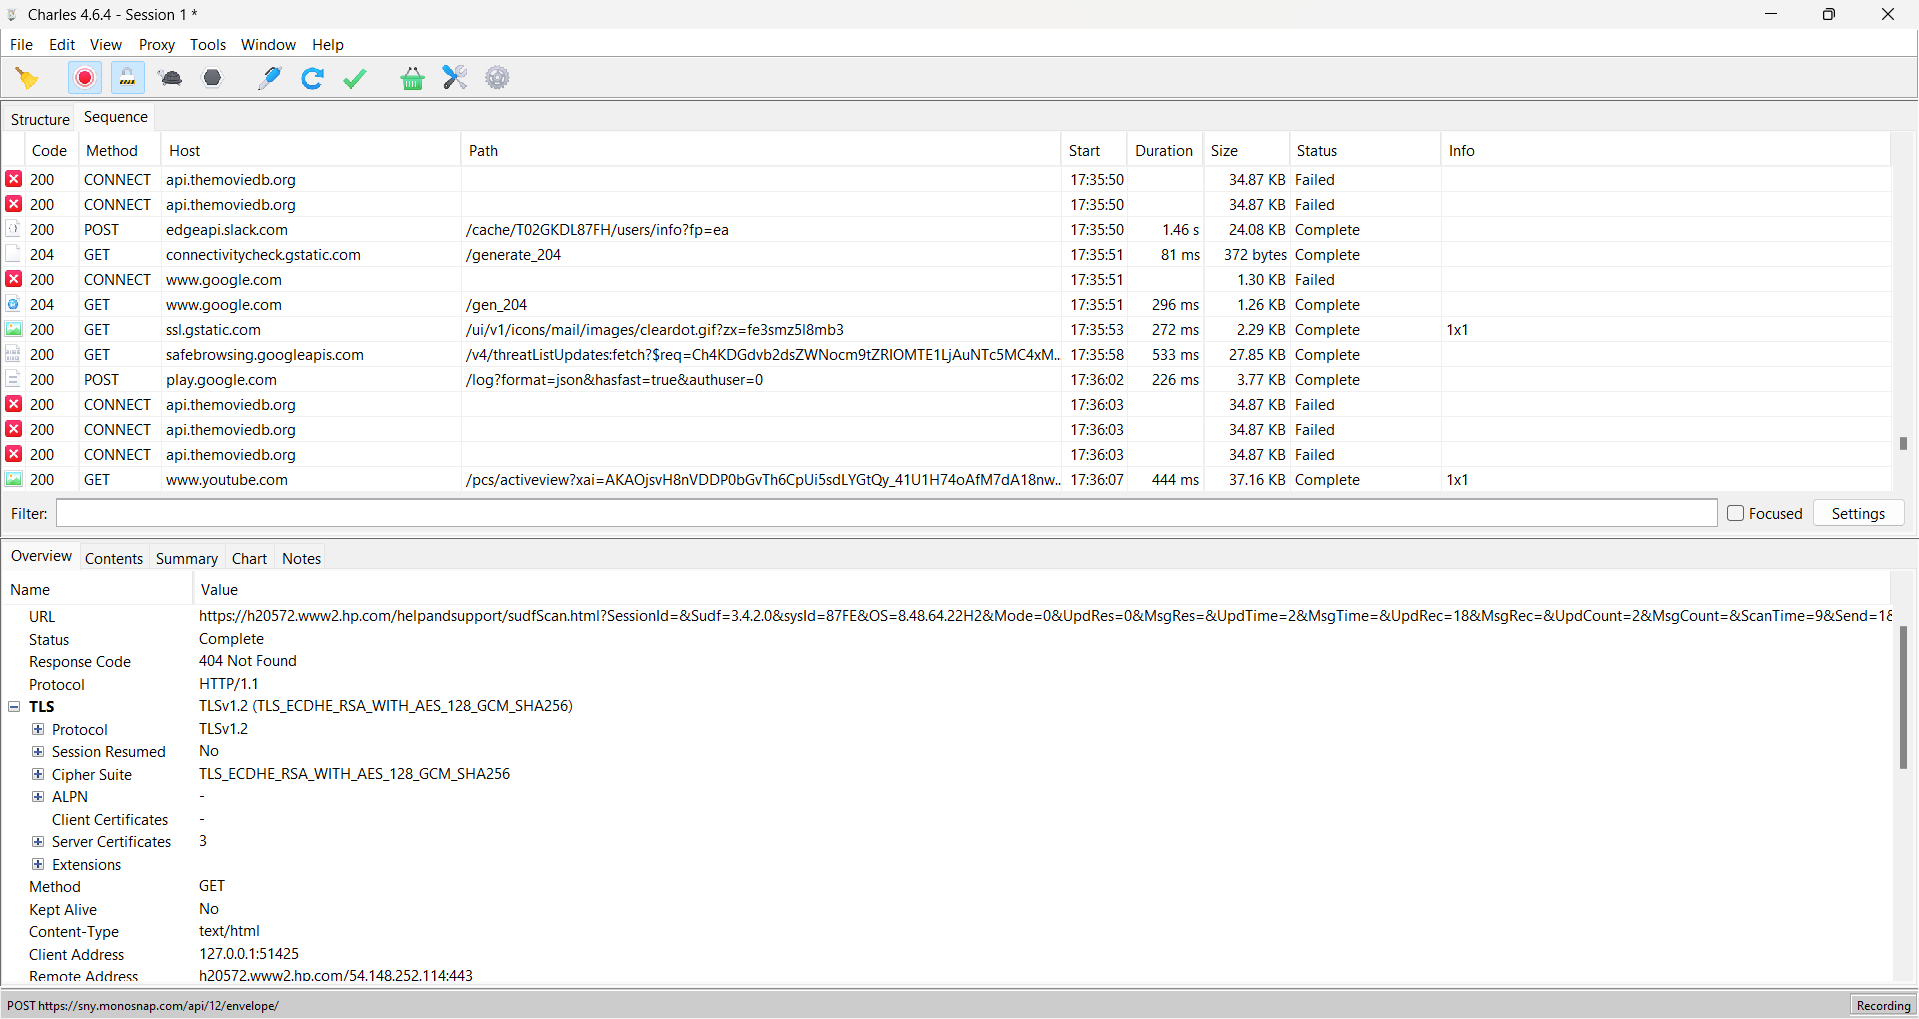 Charles 4.6.4 - Session 1 *
File Edit View Proxy Tools Window Help
Structure Sequence
Code Method Host Path Start Duration Size Status Info
200 CONNECT api.themoviedb.org 17:35:50 34.87 KB Failed
200 CONNECT api.themoviedb.org 17:35:50 34.87 KB Failed
200 POST edgeapi.slack.com /cache/T02GKDL87FH/users/info?fp=ea 17:35:50 1.46 s 24.08 KB Complete
204 GET connectivitycheck.gstatic.com /generate_204 17:35:51 81 ms 372 bytes Complete
200 CONNECT www.google.com 17:35:51 1.30 KB Failed
204 GET www.google.com /gen_204 17:35:51 296 ms 1.26 KB Complete
200 GET ssl.gstatic.com /ui/v1/icons/mail/images/cleardot.gif?zx=fe3smz5l8mb3 17:35:53 272 ms 2.29 KB Complete 1x1
200 GET safebrowsing.googleapis.com /v4/threatListUpdates:fetch?$req=Ch4KDGdvb2dsZWNocm9tZRIOMTE1LjAuNTc5MC4xM... 17:35:58 533 ms 27.85 KB Complete
200 POST play.google.com /log?format=json&hasfast=true&authuser=0 17:36:02 226 ms 3.77 KB Complete
200 CONNECT api.themoviedb.org 17:36:03 34.87 KB Failed
200 CONNECT api.themoviedb.org 17:36:03 34.87 KB Failed
200 CONNECT api.themoviedb.org 17:36:03 34.87 KB Failed
200 GET www.youtube.com /pcs/activeview?xai=AKAOjsvH8nVDDP0bGvTh6CpUi5sdLYGtQy_41U1H74oAfM7dA18nw... 17:36:07 444 ms 37.16 KB Complete 1x1
Filter: Focused Settings
Overview Contents Summary Chart Notes
Name Value
URL https://h20572.www2.hp.com/helpandsupport/sudfScan.html?SessionId=&Sudf=3.4.2.0&sysId=87FE&OS=8.48.64.22H2&Mode=0&UpdRes=0&MsgRes=&UpdTime=2&MsgTime=&UpdRec=18&MsgRec=&UpdCount=2&MsgCount=&ScanTime=9&Send=1&
Status Complete
Response Code 404 Not Found
Protocol HTTP/1.1
TLS TLSv1.2 (TLS_ECDHE_RSA_WITH_AES_128_GCM_SHA256)
Protocol TLSv1.2
Session Resumed No
Cipher Suite TLS_ECDHE_RSA_WITH_AES_128_GCM_SHA256
ALPN -
Client Certificates -
Server Certificates 3
Extensions
Method GET
Kept Alive No
Content-Type text/html
Client Address 127.0.0.1:51425
Remote Address h20572.www2.hp.com/54.148.252.114:443
POST https://sny.monosnap.com/api/12/envelope/ Recording